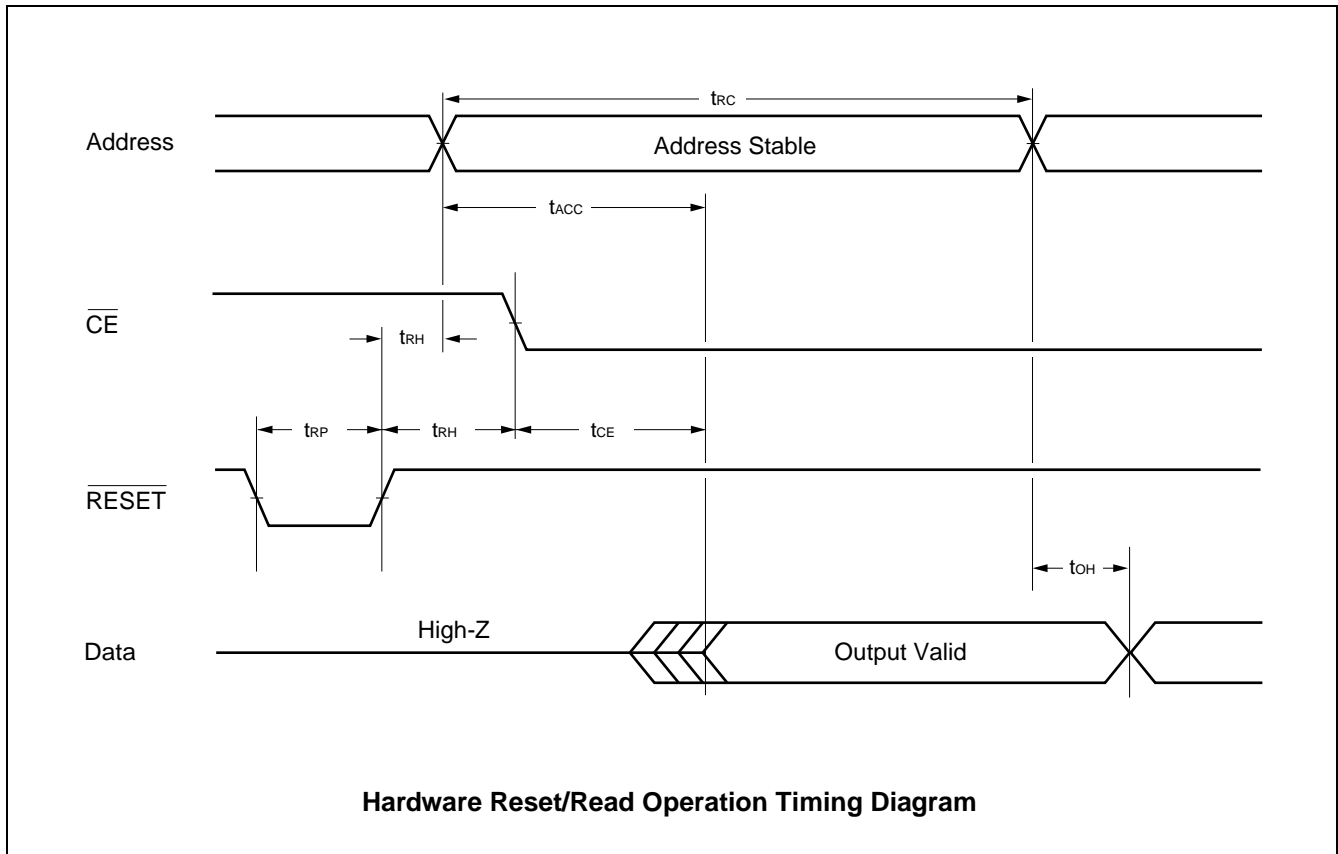 tRC
Address
Address Stable
tACC
CE
tRH
tRP
tRH
tCE
RESET
tOH
High-Z
Data
Output Valid
Hardware Reset/Read Operation Timing Diagram